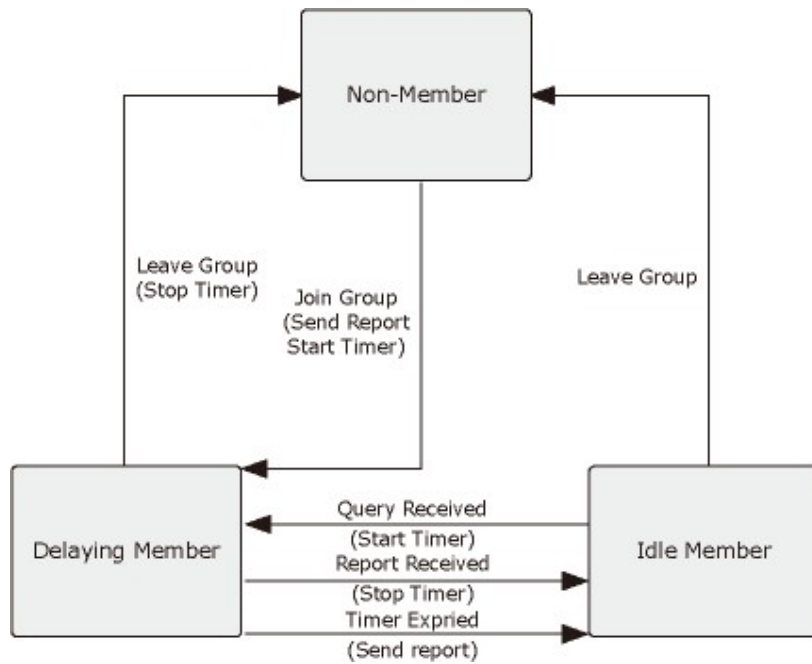 Non-Member
Leave Group
(Stop Timer)
Join Group
(Send Report
Start Timer)
Leave Group
Delaying Member
Query Received
(Start Timer)
Report Received
(Stop Timer)
Timer Expried
(Send report)
Idle Member